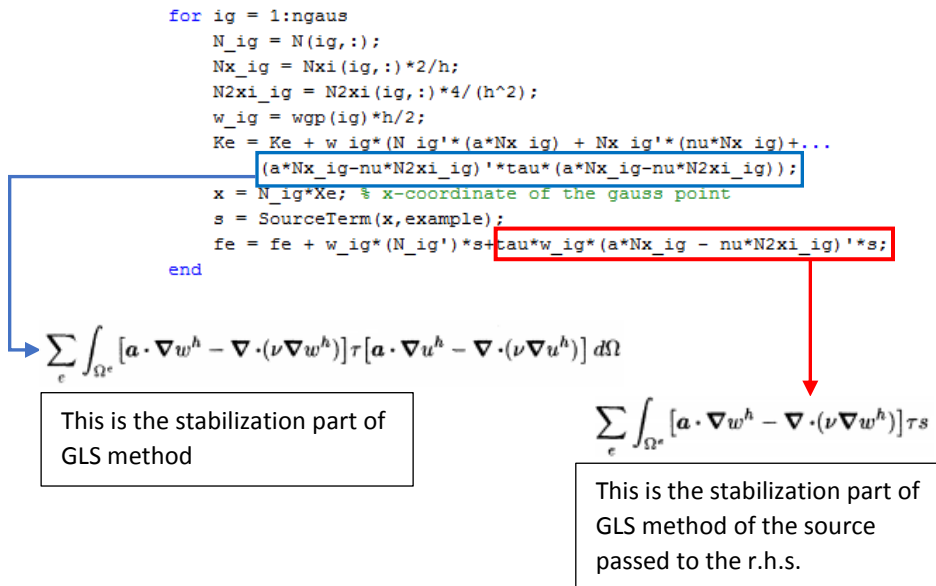 for ig = 1:ngaus
N_ig = N(ig,:);
Nx_ig = Nxi(ig,:)*2/h;
N2xi_ig = N2xi(ig,:)*4/(h^2);
w_ig = wgp(ig)*h/2;
Ke = Ke + w_ig*(N_ig'*(a*Nx_ig) + Nx_ig'*(nu*Nx_ig)+...
(a*Nx_ig-nu*N2xi_ig)'*tau*(a*Nx_ig-nu*N2xi_ig));
x = N_ig*Xe; % x-coordinate of the gauss point
s = SourceTerm(x,example);
fe = fe + w_ig*(N_ig')*s+tau*w_ig*(a*Nx_ig - nu*N2xi_ig)'*s;
end
∑_e ∫_{Ω^e} [𝒂 · ∇w^h − ∇ ·(ν∇w^h)]τ[𝒂 · ∇u^h − ∇ ·(ν∇u^h)] dΩ
This is the stabilization part of
GLS method
∑_e ∫_{Ω^e} [𝒂 · ∇w^h − ∇ ·(ν∇w^h)]τs
This is the stabilization part of
GLS method of the source
passed to the r.h.s.